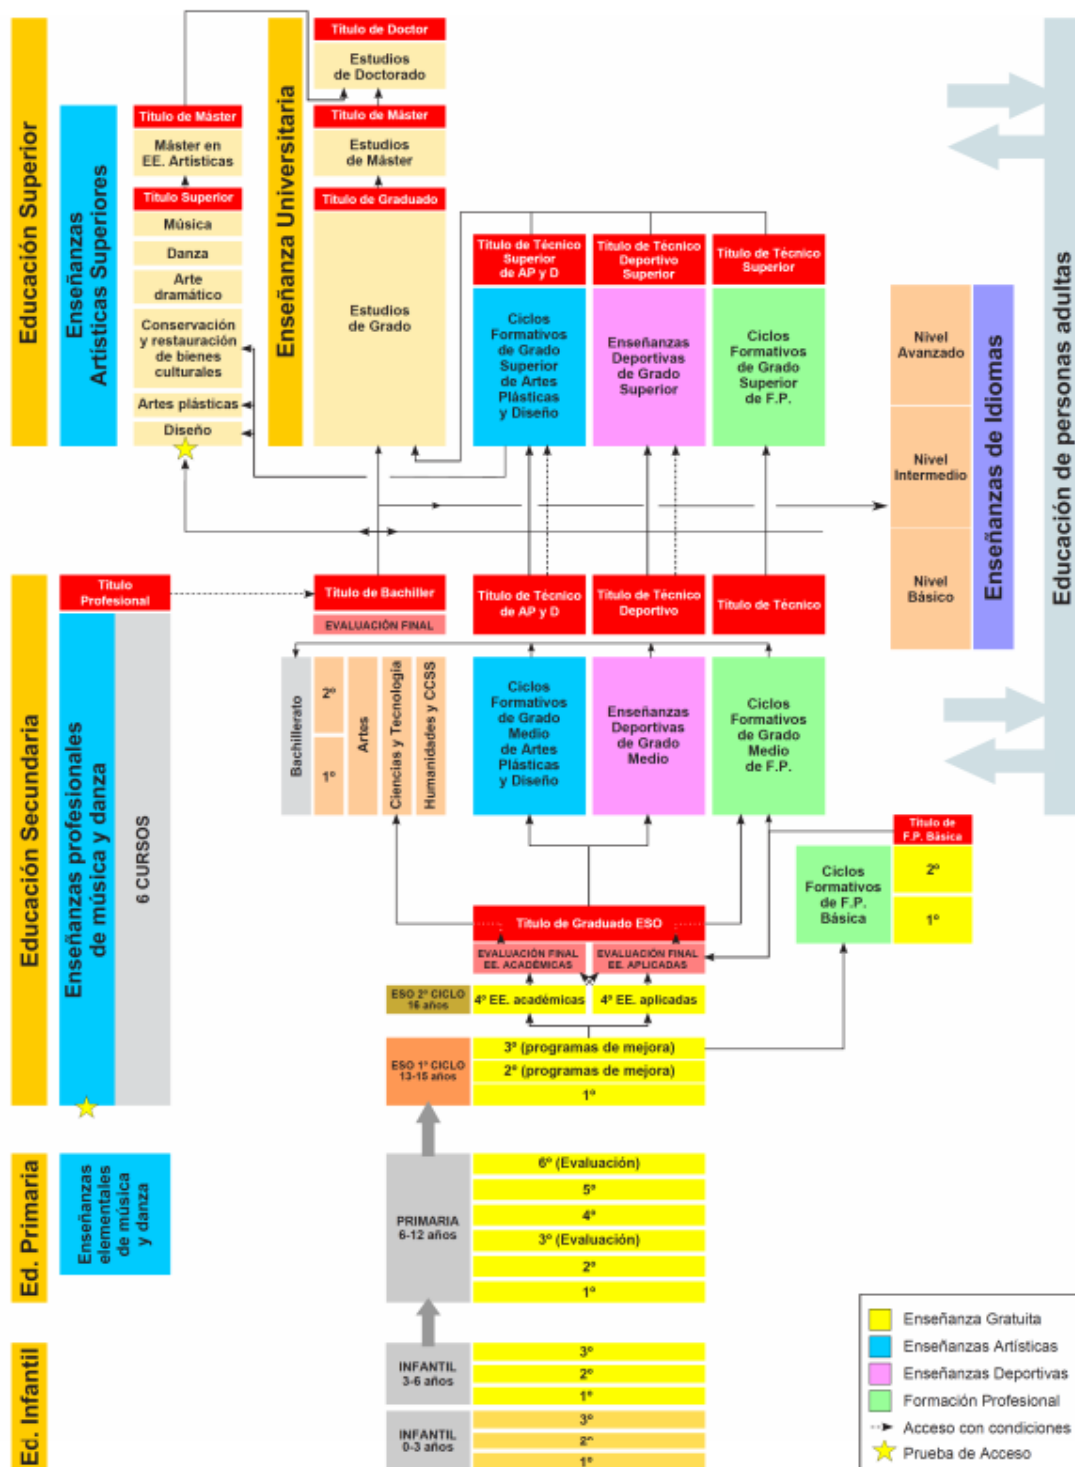 Educación Superior
Enseñanzas
Artísticas Superiores
Título de Máster
Máster en
EE. Artísticas
Título Superior
Música
Danza
Arte
dramático
Conservación
y restauración
de bienes
culturales
Artes plásticas
Diseño
Enseñanza Universitaria
Título de Doctor
Estudios
de Doctorado
Título de Máster
Estudios
de Máster
Título de Graduado
Estudios
de Grado
Título de Técnico
Superior
de AP y D
Ciclos
Formativos
de Grado
Superior
de Artes
Plásticas
y Diseño
Título de Técnico
Deportivo
Superior
Enseñanzas
Deportivas
de Grado
Superior
Título de Técnico
Superior
Ciclos
Formativos
de Grado
Superior
de F.P.
Nivel
Avanzado
Nivel
Intermedio
Nivel
Básico
Enseñanzas de Idiomas
Educación de personas adultas
Educación Secundaria
Título
Profesional
Enseñanzas profesionales
de música y danza
6 CURSOS
Título de Bachiller
EVALUACIÓN FINAL
Bachillerato
2º
1º
Artes
Ciencias y Tecnología
Humanidades y CCSS
Título de Técnico
de AP y D
Ciclos
Formativos
de Grado
Medio
de Artes
Plásticas
y Diseño
Título de Técnico
Deportivo
Enseñanzas
Deportivas
de Grado
Medio
Título de Técnico
Ciclos
Formativos
de Grado
Medio
de F.P.
Título de
F.P. Básica
Ciclos
Formativos
de F.P.
Básica
2º
1º
Título de Graduado ESO
EVALUACIÓN FINAL
EE. ACADÉMICAS
EVALUACIÓN FINAL
EE. APLICADAS
ESO 2º CICLO
16 años
4º EE. académicas
4º EE. aplicadas
ESO 1º CICLO
13-15 años
3º (programas de mejora)
2º (programas de mejora)
1º
Ed. Primaria
Enseñanzas
elementales
de música
y danza
PRIMARIA
6-12 años
6º (Evaluación)
5º
4º
3º (Evaluación)
2º
1º
Ed. Infantil
INFANTIL
3-6 años
3º
2º
1º
INFANTIL
0-3 años
3º
2º
1º
Enseñanza Gratuita
Enseñanzas Artísticas
Enseñanzas Deportivas
Formación Profesional
Acceso con condiciones
Prueba de Acceso